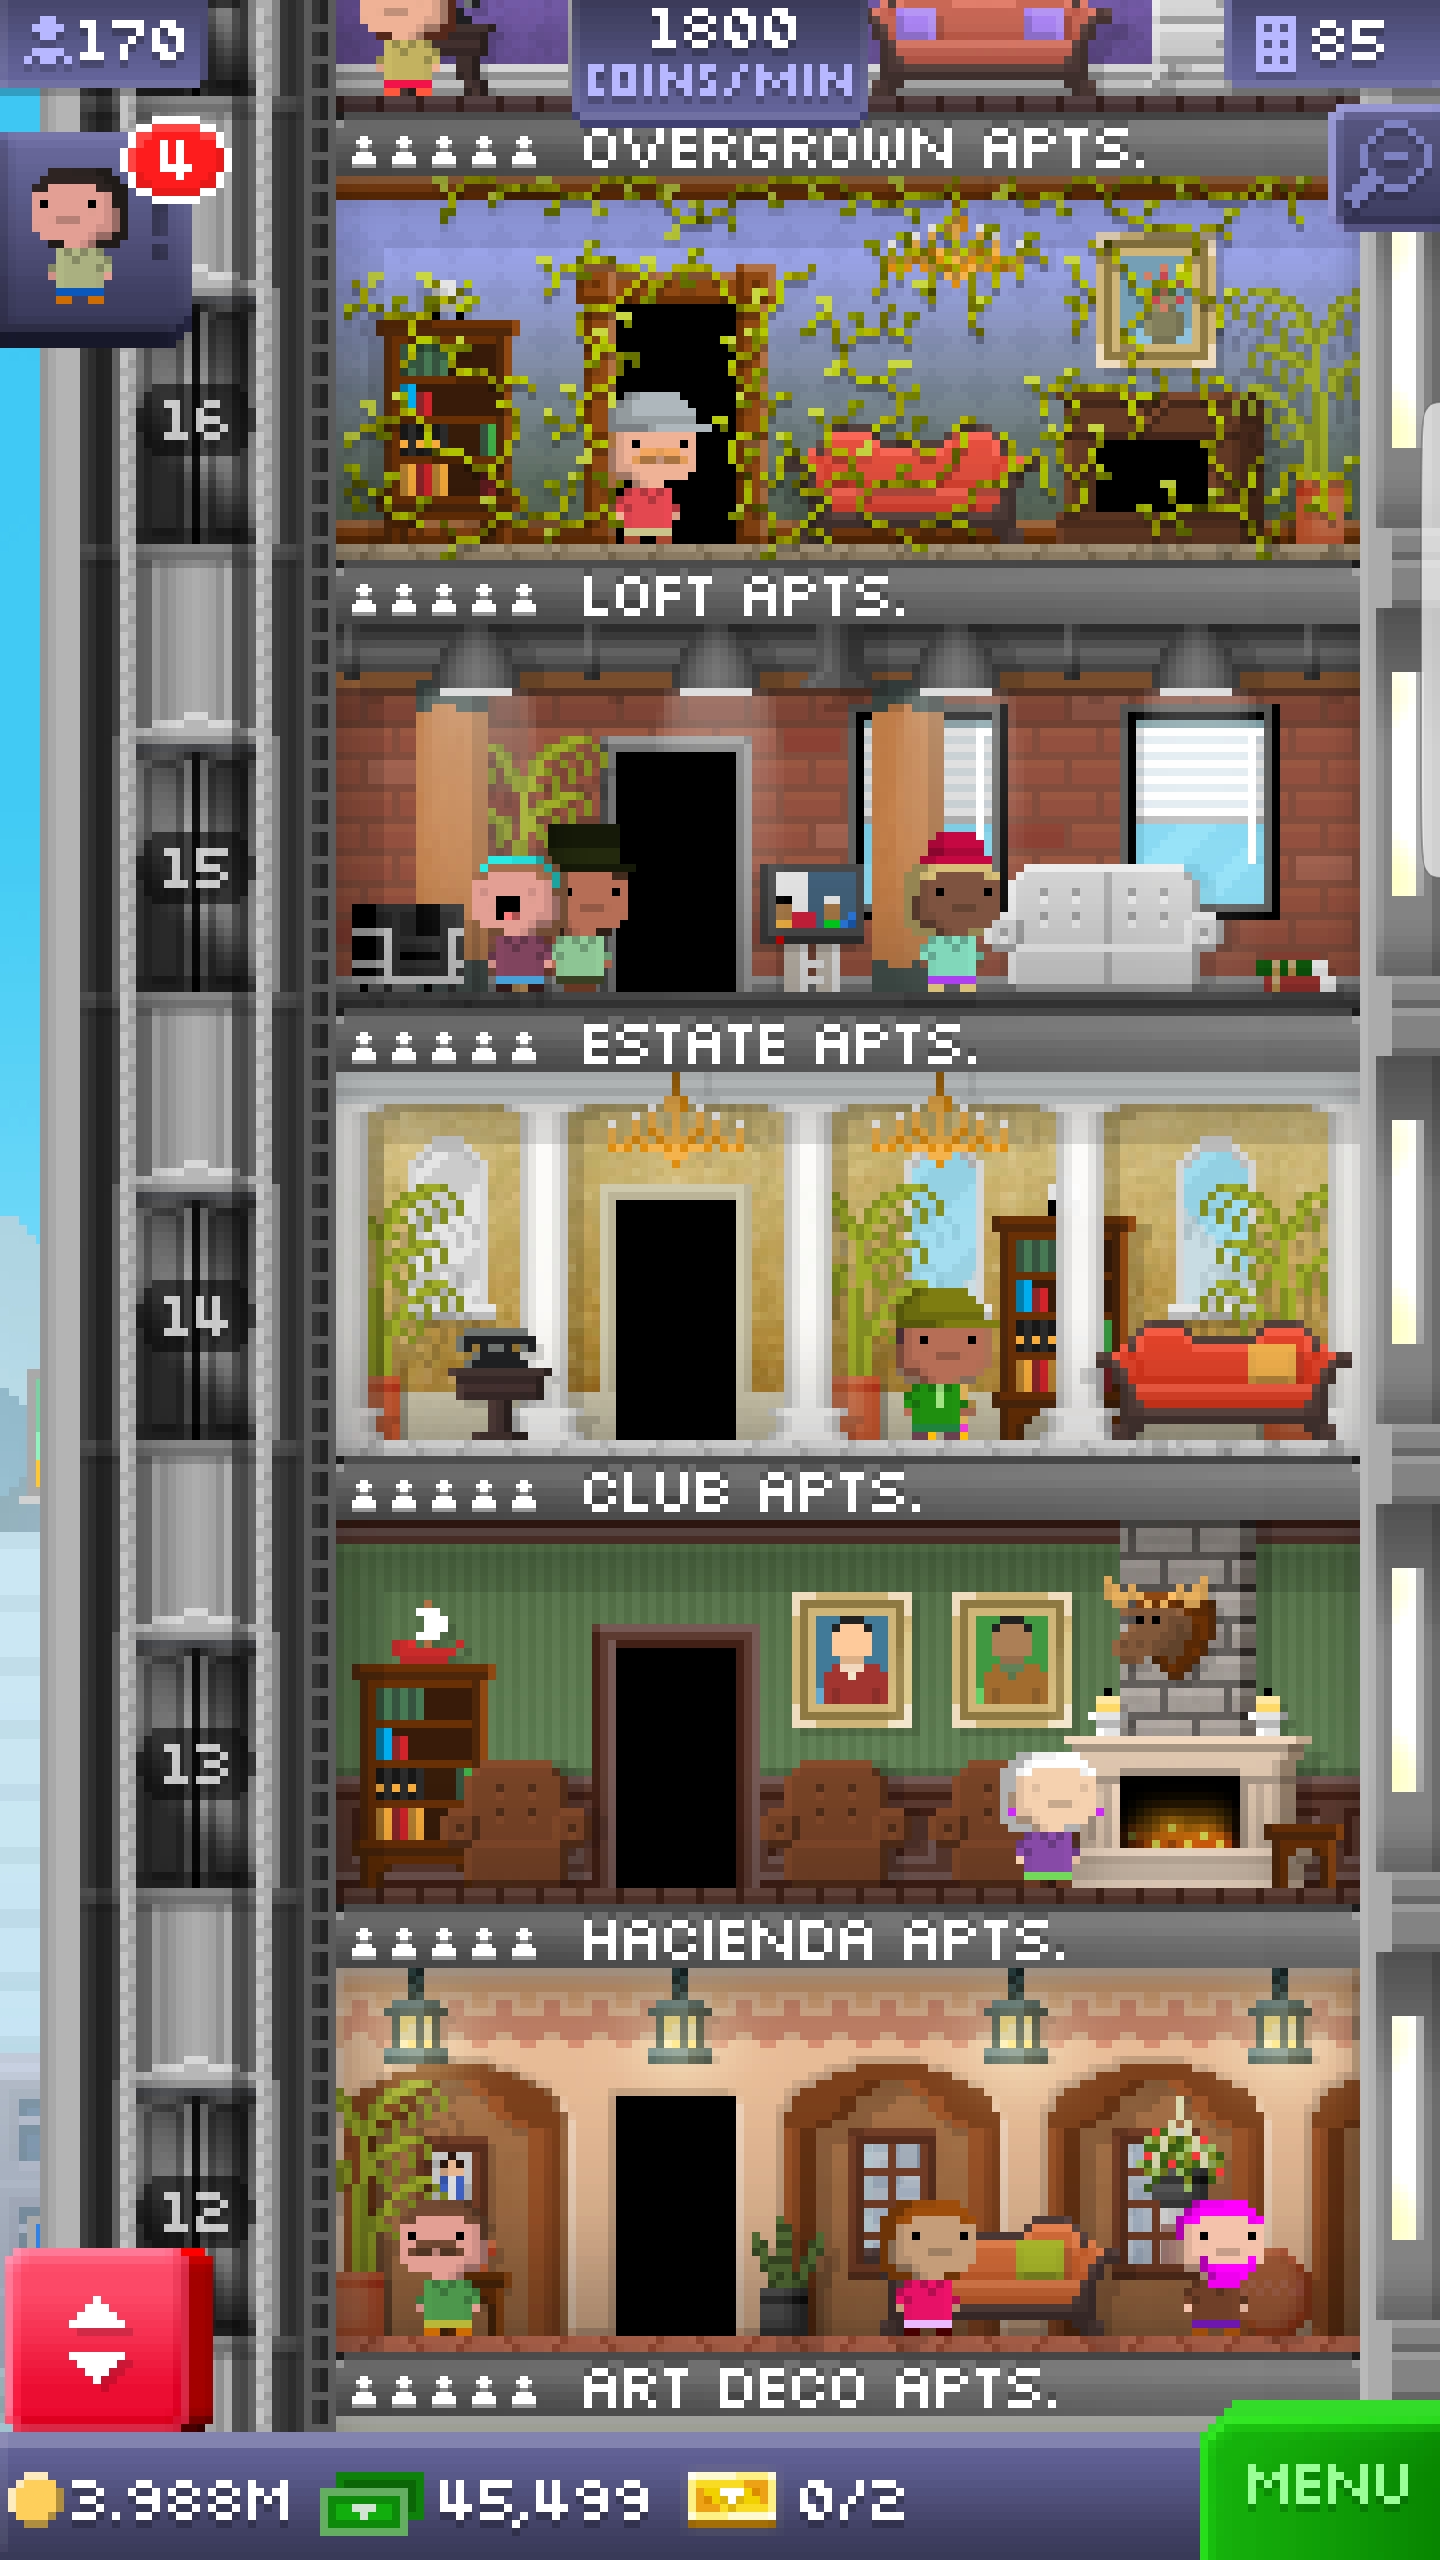 170
1800
COINS/MIN
85
4
OVERGROWN APTS.
16
LOFT APTS.
15
ESTATE APTS.
14
CLUB APTS.
13
HACIENDA APTS.
12
ART DECO APTS.
3.988M 45,499 0/2
MENU